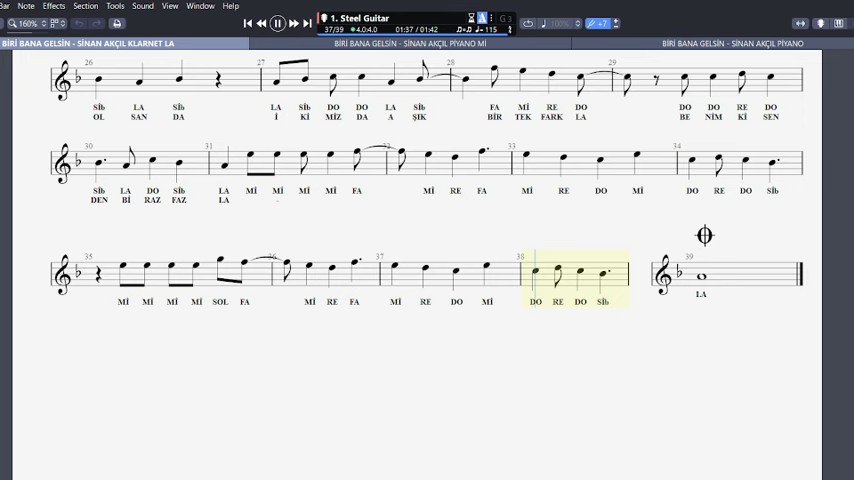 Bar Note Effects Section Tools Sound View Window Help
160% 1. Steel Guitar G 3
37/39 4.0:4.0 01:37 / 01:42 = 115 100% +7
BİRİ BANA GELSİN - SİNAN AKÇIL KLARNET LA BİRİ BANA GELSİN - SİNAN AKÇIL PİYANO Mİ BİRİ BANA GELSİN - SİNAN AKÇIL PİYANO
26 27 28 29
Sİb LA Sİb LA Sİb DO DO LA Sİb FA Mİ RE DO DO DO RE DO
OL SAN DA İ Kİ MİZ DA A ŞIK BİR TEK FARK LA BE NİM Kİ SEN
30 31 32 33 34
Sİb LA DO Sİb LA Mİ Mİ Mİ Mİ FA Mİ RE FA Mİ RE DO Mİ DO RE DO Sİb
DEN Bİ RAZ FAZ LA
35 36 37 38 39
Mİ Mİ Mİ Mİ SOL FA Mİ RE FA Mİ RE DO Mİ DO RE DO Sİb LA